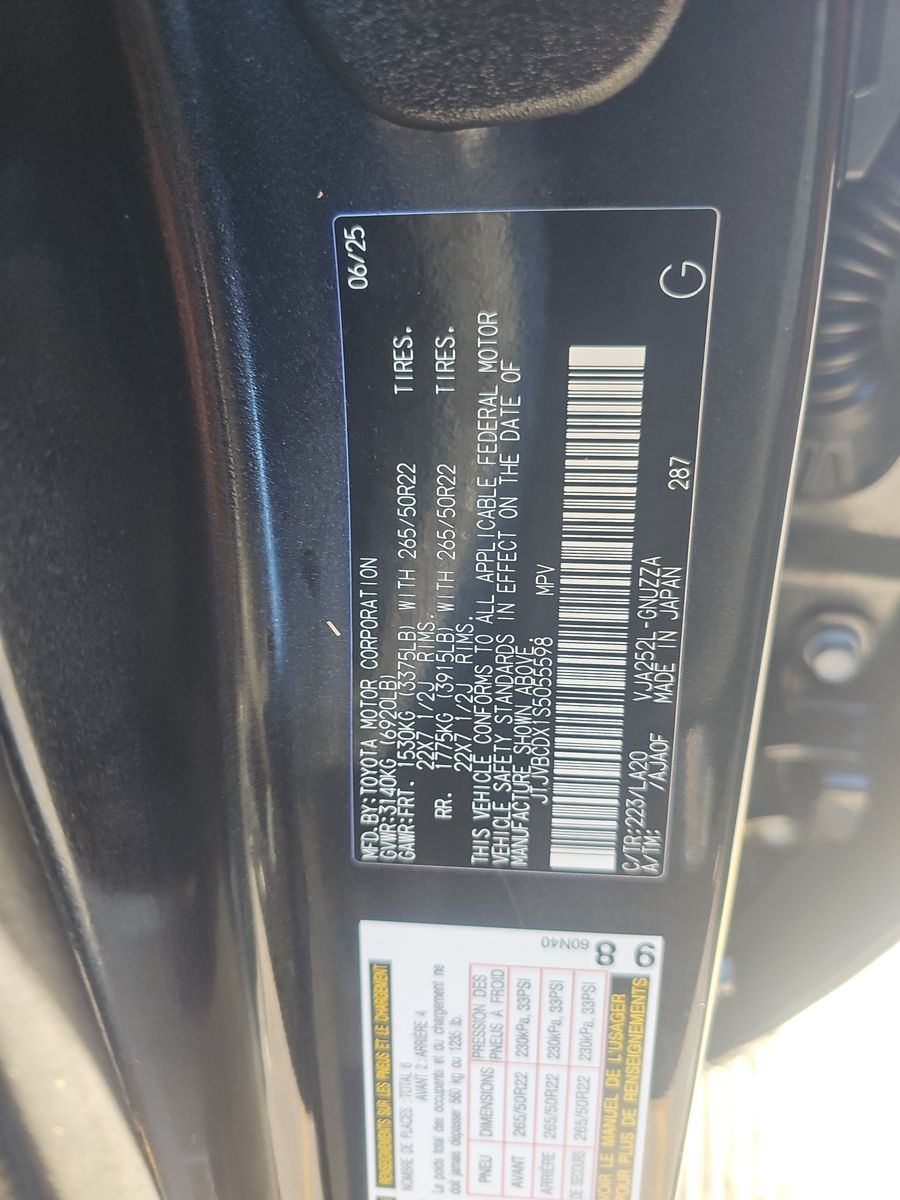 MFD. BY:TOYOTA MOTOR CORPORATION 06/25
GVWR:3140KG (6920LB)
GAWR:FRT. 1530KG (3375LB) WITH 265/50R22 TIRES.
22X7 1/2J RIMS.
RR. 1775KG (3915LB) WITH 265/50R22 TIRES.
22X7 1/2J RIMS.
THIS VEHICLE CONFORMS TO ALL APPLICABLE FEDERAL MOTOR
VEHICLE SAFETY STANDARDS IN EFFECT ON THE DATE OF
MANUFACTURE SHOWN ABOVE.
JTJVBCDX1S5055598 MPV
C/TR:223/LA20 VJA252L-GNUZZA 287
A/TM: 7AJA0F MADE IN JAPAN
G
RENSEIGNEMENTS SUR LES PNEUS ET LE CHARGEMENT
NOMBRE DE PLACES :TOTAL 6
AVANT 2: ARRIÈRE 4
Le poids total des occupants et du chargement ne
doit jamais dépasser 560 kg ou 1235 lb.
PNEU DIMENSIONS PRESSION DES PNEUS A FROID
AVANT 265/50R22 230kPa, 33PSI
ARRIÈRE 265/50R22 230kPa, 33PSI
DE SECOURS 265/50R22 230kPa, 33PSI
VOIR LE MANUEL DE L'USAGER
POUR PLUS DE RENSEIGNEMENTS
60N40
8
9